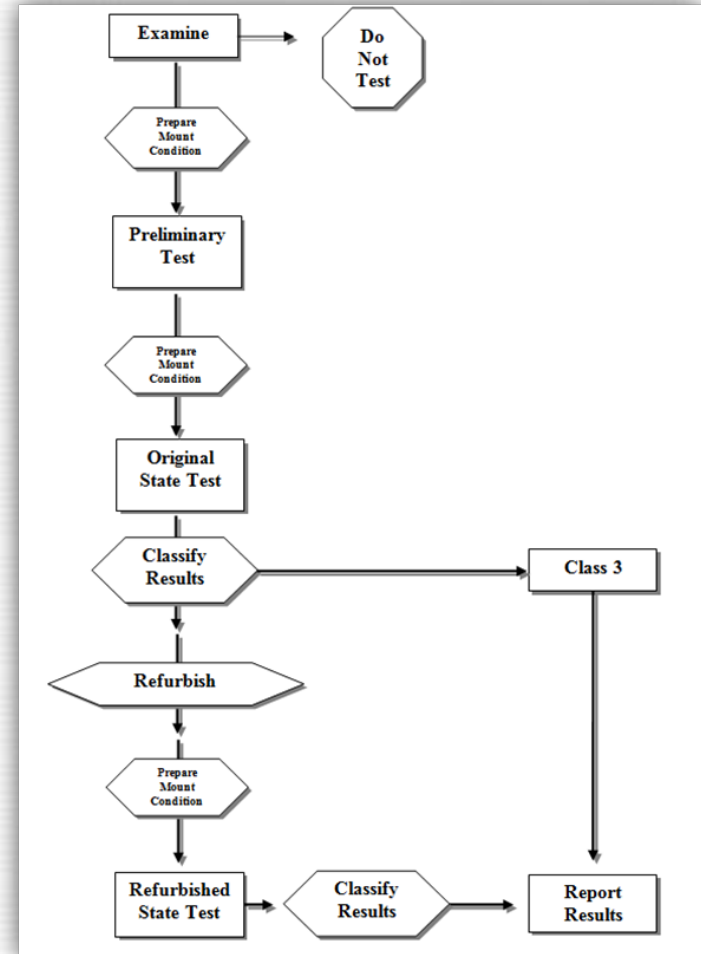 Examine
Do
Not
Test
Prepare
Mount
Condition
Preliminary
Test
Prepare
Mount
Condition
Original
State Test
Classify
Results
Class 3
Refurbish
Prepare
Mount
Condition
Refurbished
State Test
Classify
Results
Report
Results